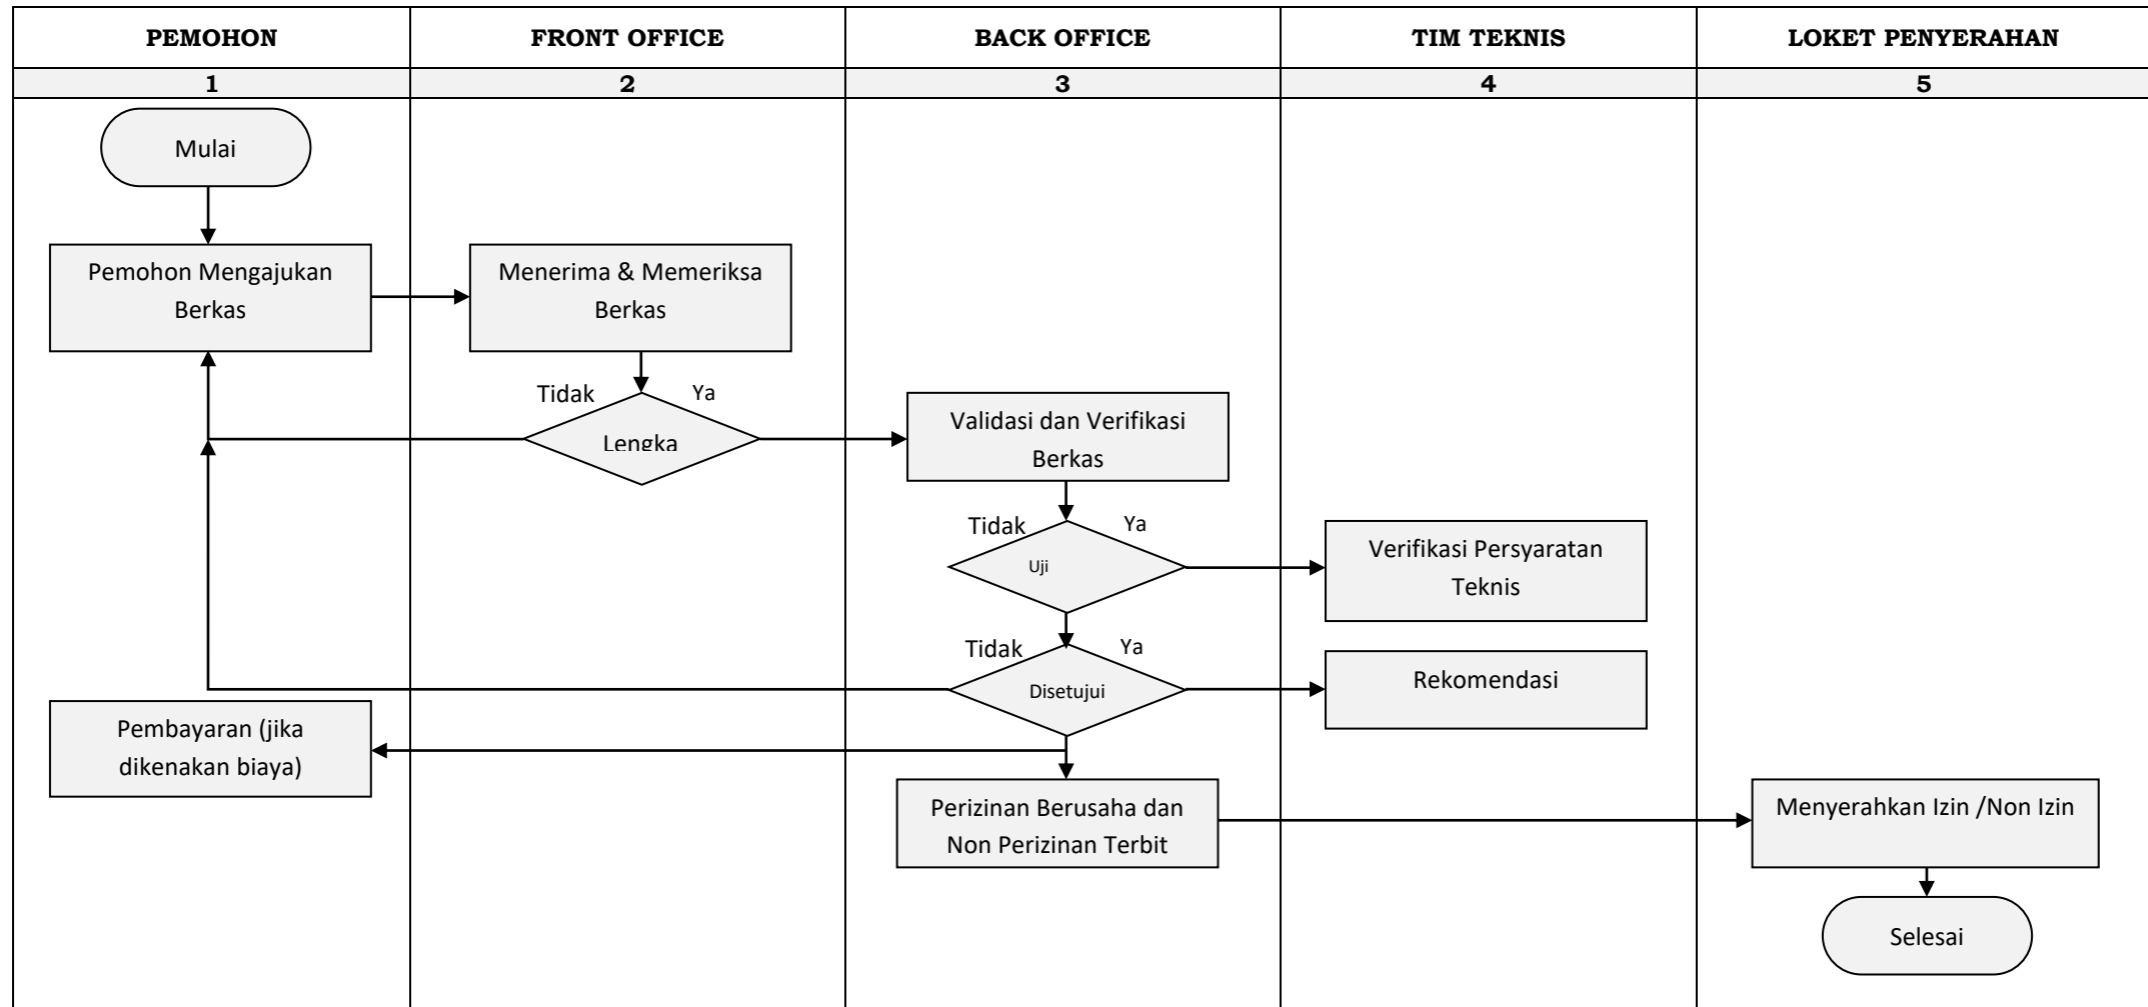 PEMOHON
FRONT OFFICE
BACK OFFICE
TIM TEKNIS
LOKET PENYERAHAN
1
2
3
4
5
Mulai
Pemohon Mengajukan
Berkas
Menerima & Memeriksa
Berkas
Tidak
Ya
Lengka
Validasi dan Verifikasi
Berkas
Tidak
Ya
Uji
Verifikasi Persyaratan
Teknis
Tidak
Ya
Disetujui
Rekomendasi
Pembayaran (jika
dikenakan biaya)
Perizinan Berusaha dan
Non Perizinan Terbit
Menyerahkan Izin /Non Izin
Selesai